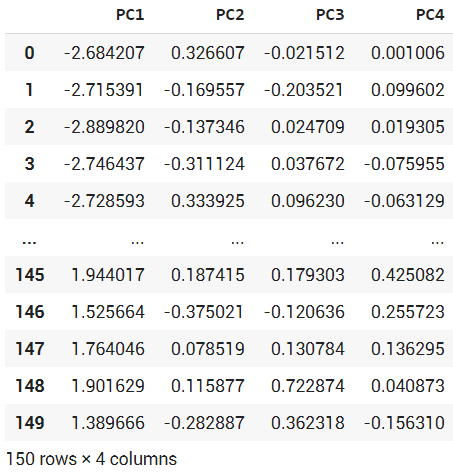 PC1 PC2 PC3 PC4
0 -2.684207 0.326607 -0.021512 0.001006
1 -2.715391 -0.169557 -0.203521 0.099602
2 -2.889820 -0.137346 0.024709 0.019305
3 -2.746437 -0.311124 0.037672 -0.075955
4 -2.728593 0.333925 0.096230 -0.063129
... ... ... ... ...
145 1.944017 0.187415 0.179303 0.425082
146 1.525664 -0.375021 -0.120636 0.255723
147 1.764046 0.078519 0.130784 0.136295
148 1.901629 0.115877 0.722874 0.040873
149 1.389666 -0.282887 0.362318 -0.156310
150 rows × 4 columns